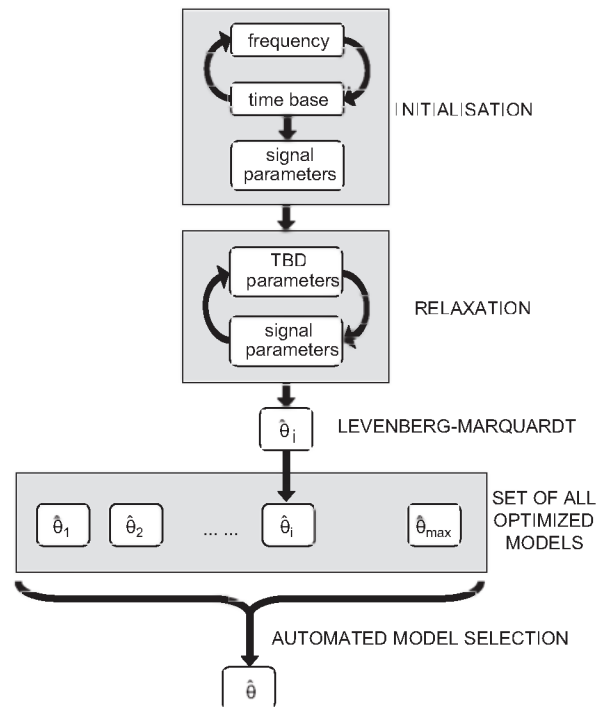 frequency
time base
INITIALISATION
signal
parameters
TBD
parameters
RELAXATION
signal
parameters
θ̂i
LEVENBERG-MARQUARDT
SET OF ALL
OPTIMIZED
MODELS
θ̂1 θ̂2 ... ... θ̂i θ̂max
AUTOMATED MODEL SELECTION
θ̂